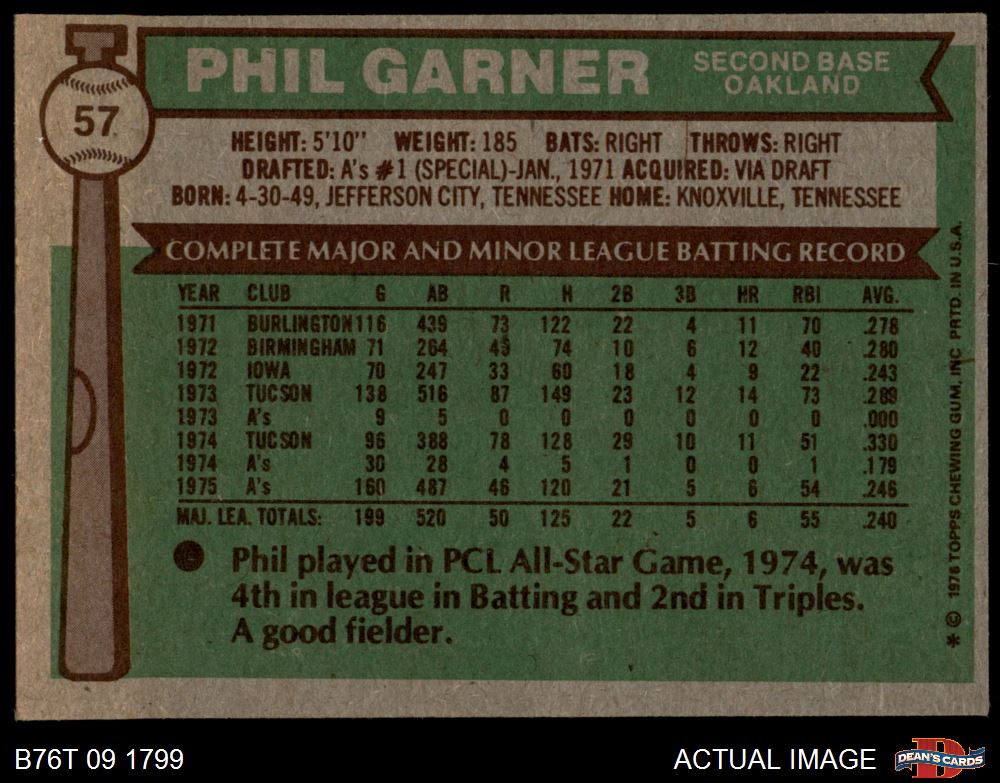 PHIL GARNER
SECOND BASE
OAKLAND
57
HEIGHT: 5'10" WEIGHT: 185 BATS: RIGHT THROWS: RIGHT
DRAFTED: A's #1 (SPECIAL)-JAN., 1971 ACQUIRED: VIA DRAFT
BORN: 4-30-49, JEFFERSON CITY, TENNESSEE HOME: KNOXVILLE, TENNESSEE
COMPLETE MAJOR AND MINOR LEAGUE BATTING RECORD
YEAR CLUB G AB R H 2B 3B HR RBI AVG.
1971 BURLINGTON 116 439 73 122 22 4 11 70 .278
1972 BIRMINGHAM 71 264 45 74 10 6 12 40 .280
1972 IOWA 70 247 33 60 18 4 9 22 .243
1973 TUCSON 138 516 87 149 23 12 14 73 .289
1973 A's 9 5 0 0 0 0 0 0 .000
1974 TUCSON 96 388 78 128 29 10 11 51 .330
1974 A's 30 28 4 5 1 0 0 1 .179
1975 A's 160 487 46 120 21 5 6 54 .246
MAJ. LEA. TOTALS: 199 520 50 125 22 5 6 55 .240
Phil played in PCL All-Star Game, 1974, was
4th in league in Batting and 2nd in Triples.
A good fielder.
* © 1976 TOPPS CHEWING GUM, INC PRTD. IN U.S.A.
B76T 09 1799
ACTUAL IMAGE
D
DEAN'S CARDS